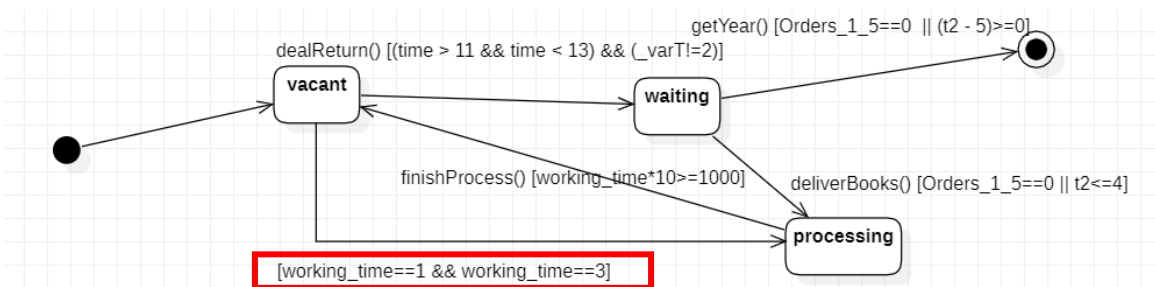 getYear() [Orders_1_5==0 || (t2 - 5)>=0]
dealReturn() [(time > 11 && time < 13) && (_varT!=2)]
vacant
waiting
finishProcess() [working_time*10>=1000]
deliverBooks() [Orders_1_5==0 || t2<=4]
processing
[working_time==1 && working_time==3]